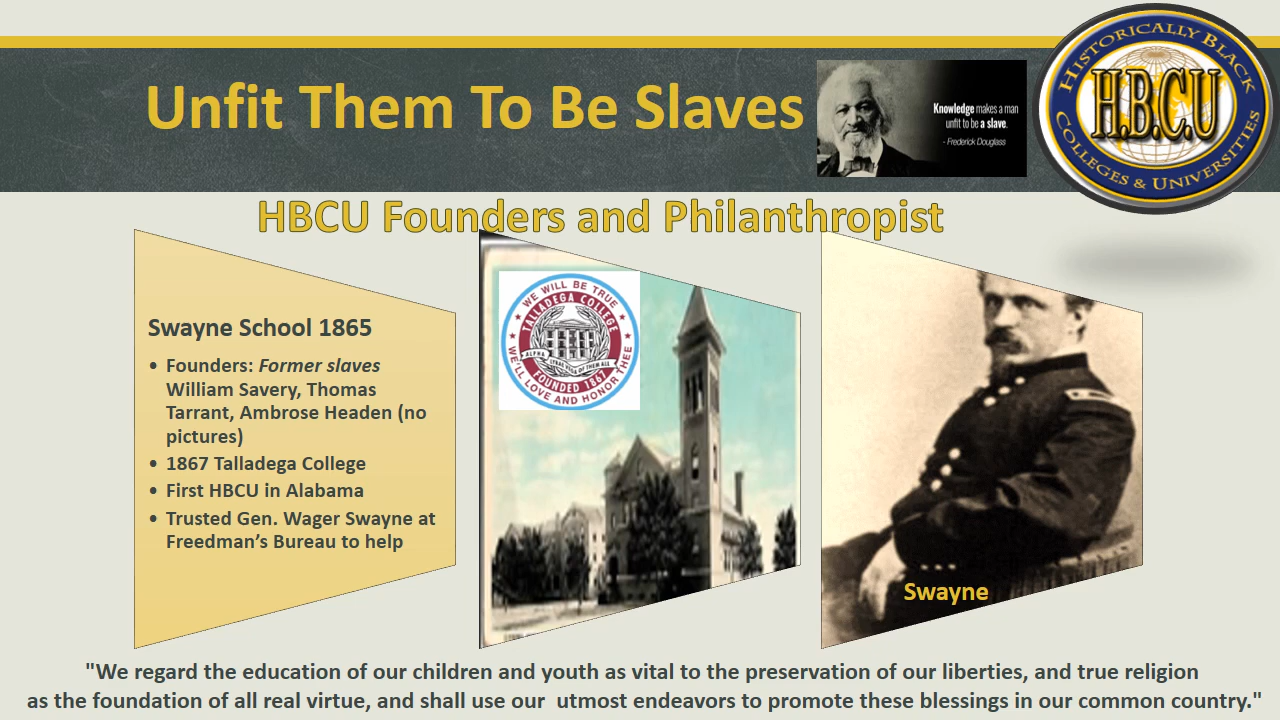 Unfit Them To Be Slaves
Knowledge makes a man
unfit to be a slave.
- Frederick Douglass
HISTORICALLY BLACK
H.B.C.U
COLLEGES & UNIVERSITIES
HBCU Founders and Philanthropist
Swayne School 1865
• Founders: Former slaves
William Savery, Thomas
Tarrant, Ambrose Headen (no
pictures)
• 1867 Talladega College
• First HBCU in Alabama
• Trusted Gen. Wager Swayne at
Freedman's Bureau to help
WE WILL BE TRUE
TALLADEGA COLLEGE
FOUNDED 1867
WE'LL LOVE AND HONOR THEE
Swayne
"We regard the education of our children and youth as vital to the preservation of our liberties, and true religion
as the foundation of all real virtue, and shall use our  utmost endeavors to promote these blessings in our common country."